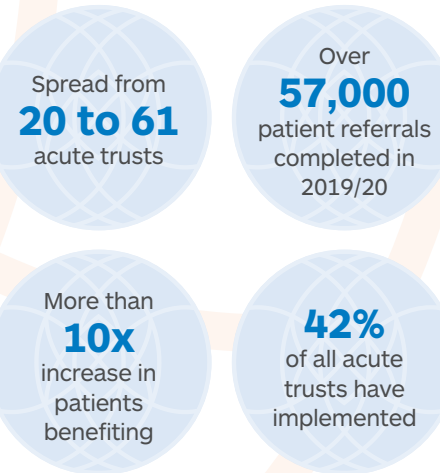 Spread from
20 to 61
acute trusts
Over
57,000
patient referrals
completed in
2019/20
More than
10x
increase in
patients
benefiting
42%
of all acute
trusts have
implemented